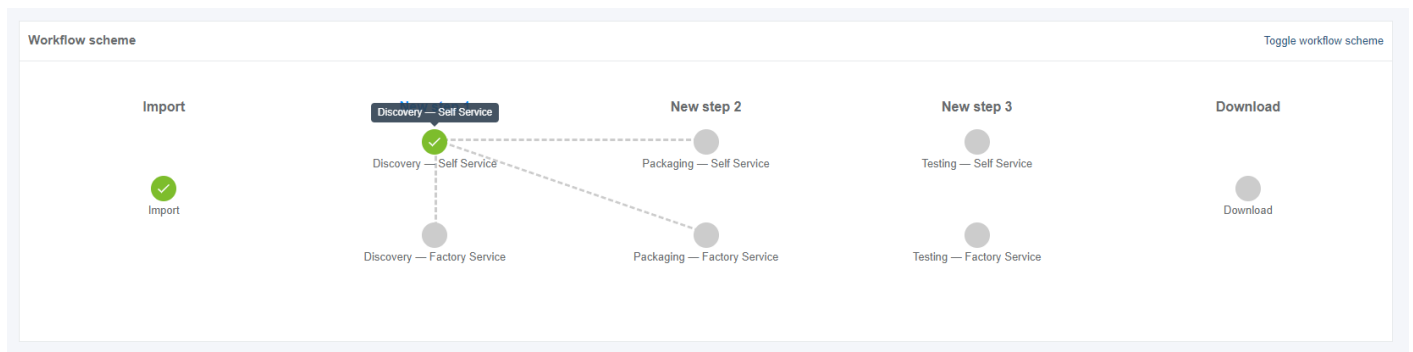 Workflow scheme
Toggle workflow scheme
Import
New step 2
New step 3
Download
Discovery — Self Service
Discovery — Self Service
Packaging — Self Service
Testing — Self Service
Import
Download
Discovery — Factory Service
Packaging — Factory Service
Testing — Factory Service